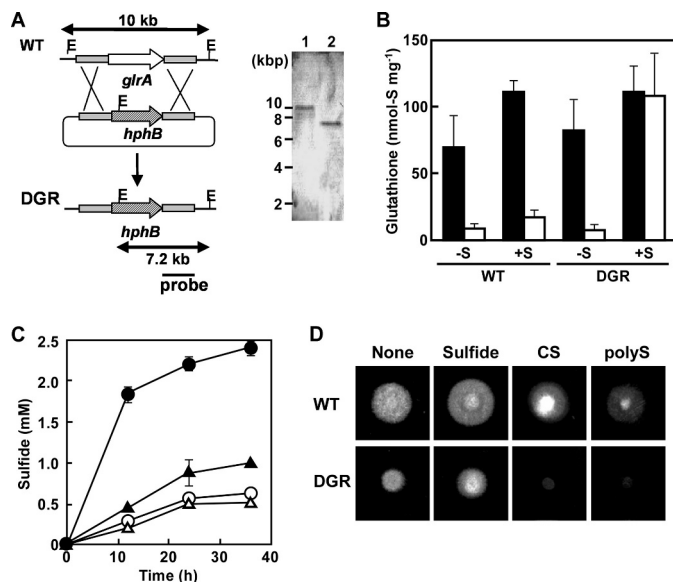 A
10 kb
WT
E
E
glrA
E
hphB
DGR
E
E
hphB
7.2 kb
probe
1 2
(kbp)
10
8
6
4
2
B
Glutathione (nmol-S mg-1)
150
100
50
0
-S +S -S +S
WT DGR
C
Sulfide (mM)
2.5
2.0
1.5
1.0
0.5
0.0
0 10 20 30 40
Time (h)
D
None Sulfide CS polyS
WT
DGR